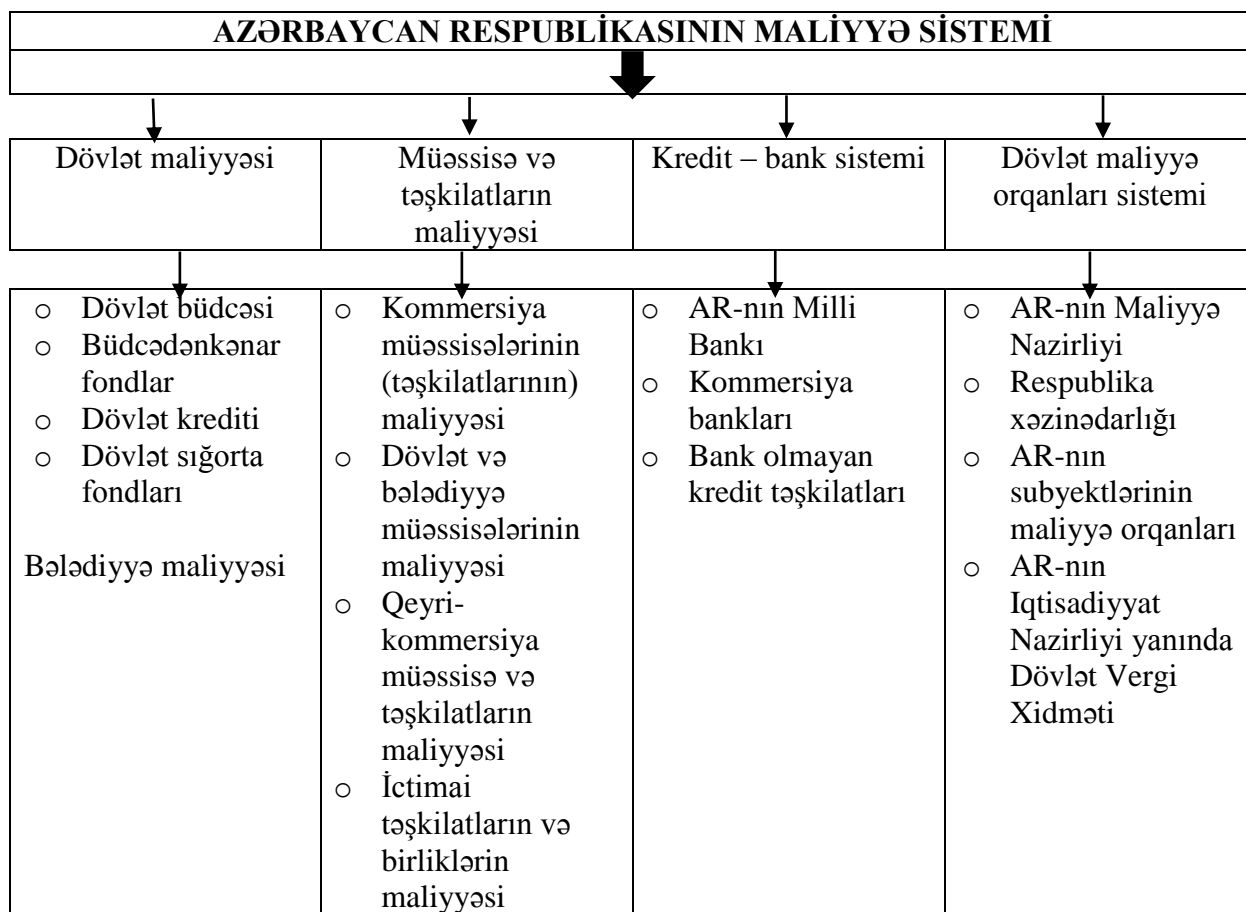 AZƏRBAYCAN RESPUBLİKASININ MALİYYƏ SİSTEMİ
Dövlət maliyyəsi
Müəssisə və
təşkilatların
maliyyəsi
Kredit – bank sistemi
Dövlət maliyyə
orqanları sistemi
o Dövlət büdcəsi
o Büdcədənkənar
fondlar
o Dövlət krediti
o Dövlət sığorta
fondları
Bələdiyyə maliyyəsi
o Kommersiya
müəssisələrinin
(təşkilatlarının)
maliyyəsi
o Dövlət və
bələdiyyə
müəssisələrinin
maliyyəsi
o Qeyri-
kommersiya
müəssisə və
təşkilatların
maliyyəsi
o İctimai
təşkilatların və
birliklərin
maliyyəsi
o AR-nın Milli
Bankı
o Kommersiya
bankları
o Bank olmayan
kredit təşkilatları
o AR-nın Maliyyə
Nazirliyi
o Respublika
xəzinədarlığı
o AR-nın
subyektlərinin
maliyyə orqanları
o AR-nın
Iqtisadiyyat
Nazirliyi yanında
Dövlət Vergi
Xidməti